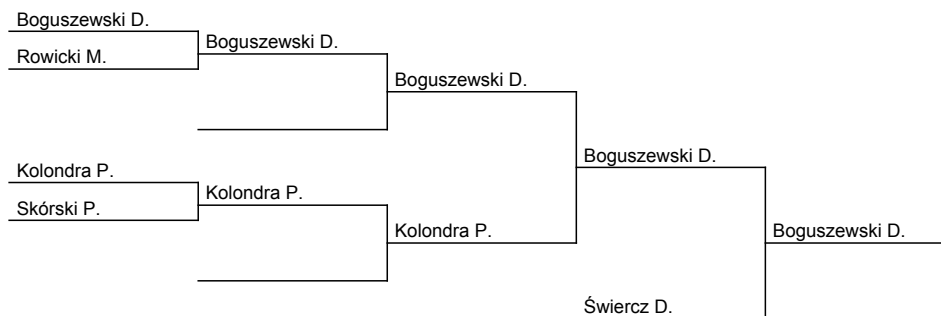 Boguszewski D.
Rowicki M.
Boguszewski D.
Boguszewski D.
Kolondra P.
Skórski P.
Kolondra P.
Kolondra P.
Boguszewski D.
Boguszewski D.
Świercz D.